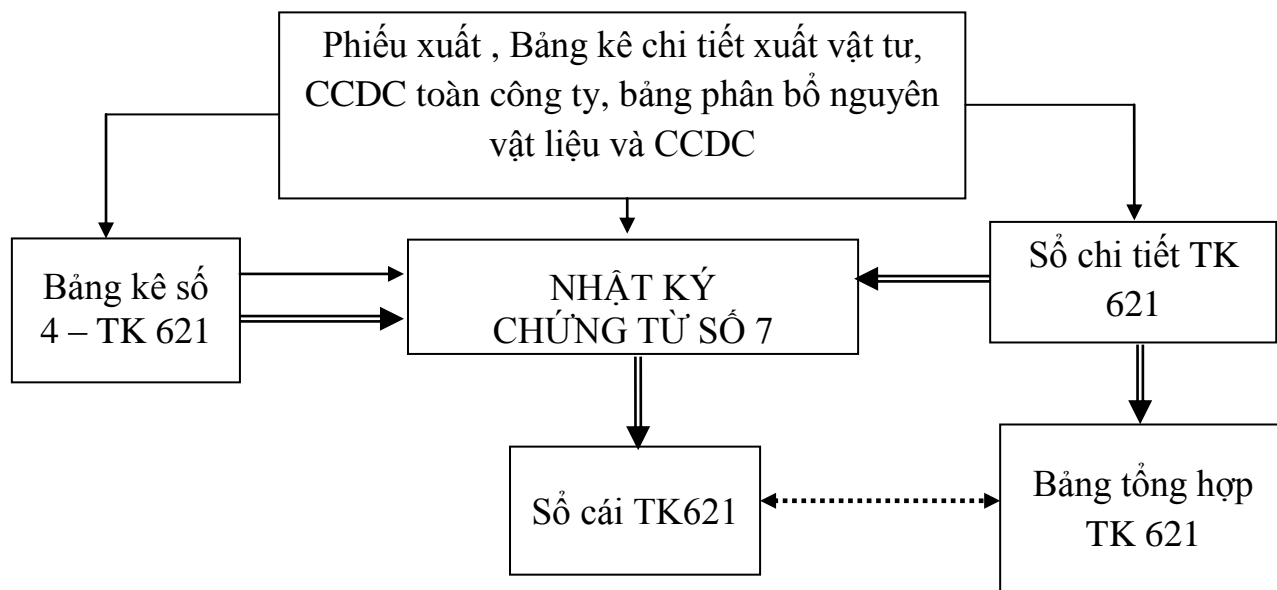 Phiếu xuất , Bảng kê chi tiết xuất vật tư,
CCDC toàn công ty, bảng phân bổ nguyên
vật liệu và CCDC
Bảng kê số
4 – TK 621
NHẬT KÝ
CHỨNG TỪ SỐ 7
Sổ chi tiết TK
621
Sổ cái TK621
Bảng tổng hợp
TK 621